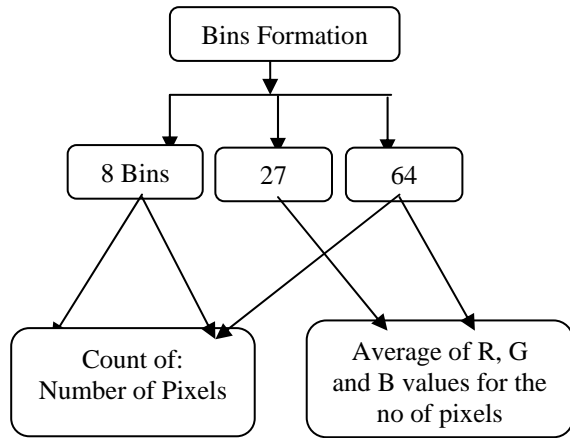 Bins Formation
8 Bins
27
64
Count of:
Number of Pixels
Average of R, G
and B values for the
no of pixels